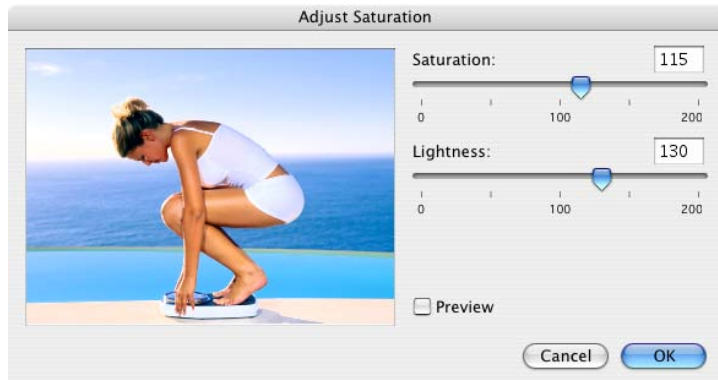 Adjust Saturation
Saturation: 115
0 100 200
Lightness: 130
0 100 200
Preview
Cancel OK